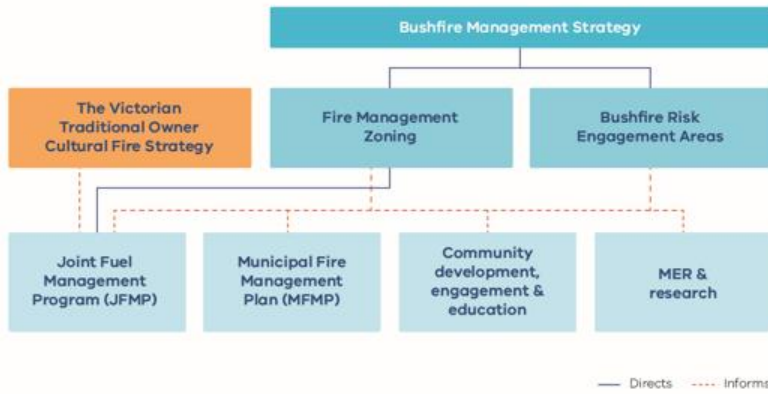 Bushfire Management Strategy
The Victorian
Traditional Owner
Cultural Fire Strategy
Fire Management
Zoning
Bushfire Risk
Engagement Areas
Joint Fuel
Management
Program (JFMP)
Municipal Fire
Management
Plan (MFMP)
Community
development,
engagement &
education
MER &
research
Directs
Informs